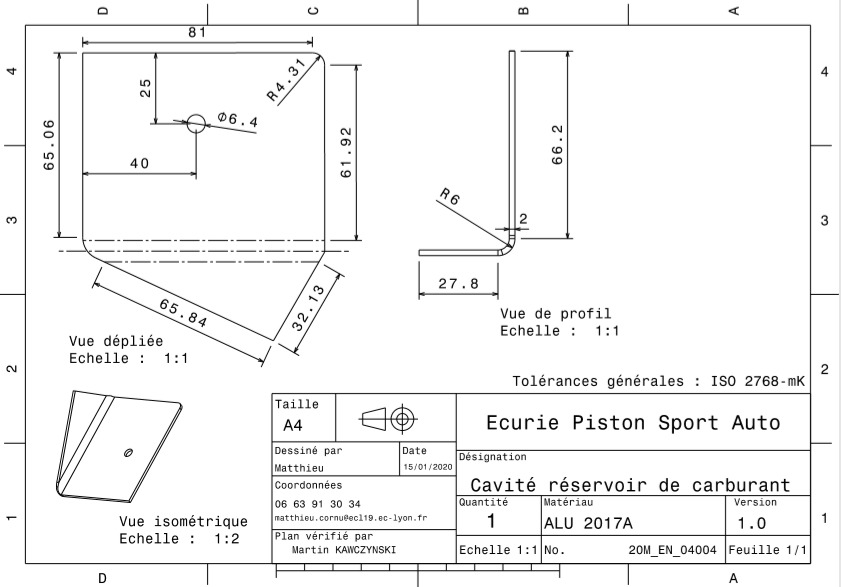 D C B A
81
4 4
25
R4.31
Φ6.4
65.06
40
61.92
66.2
R6
2
3 3
27.8
65.84
32.13
Vue de profil
Echelle : 1:1
Vue dépliée
Echelle : 1:1
2 2
Tolérances générales : ISO 2768-mK
Taille
A4
Ecurie Piston Sport Auto
Dessiné par
Matthieu
Date
15/01/2020
Désignation
Cavité réservoir de carburant
Coordonnées
06 63 91 30 34
matthieu.cornu@ecl19.ec-lyon.fr
Quantité
1
Matériau
ALU 2017A
Version
1.0
Plan vérifié par
Martin KAWCZYNSKI
Echelle 1:1
No. 20M_EN_04004
Feuille 1/1
Vue isométrique
Echelle : 1:2
1 1
D A